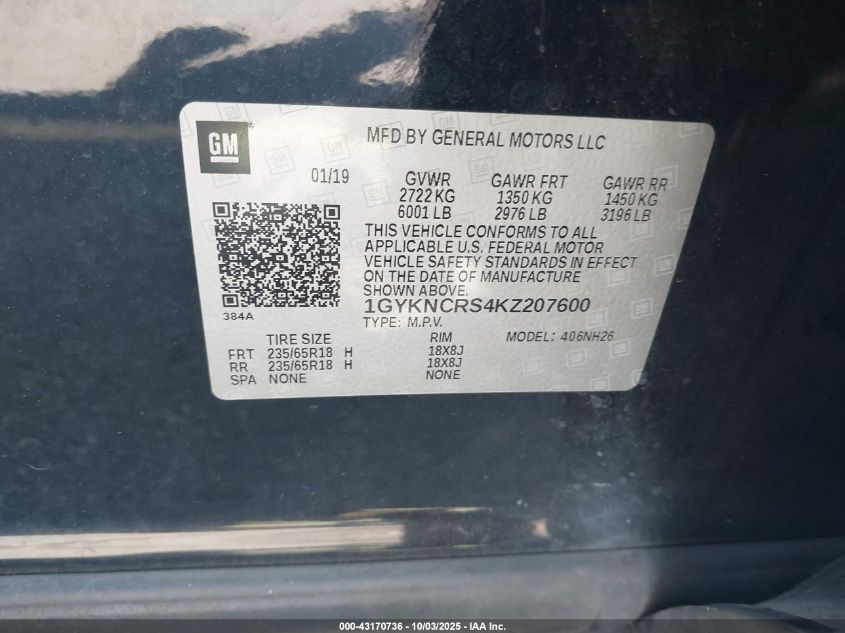 GM
®
MFD BY GENERAL MOTORS LLC
01/19
GVWR GAWR FRT GAWR RR
2722 KG 1350 KG 1450 KG
6001 LB 2976 LB 3196 LB
THIS VEHICLE CONFORMS TO ALL
APPLICABLE U.S. FEDERAL MOTOR
VEHICLE SAFETY STANDARDS IN EFFECT
ON THE DATE OF MANUFACTURE
SHOWN ABOVE.
384A
1GYKNCRS4KZ207600
TYPE: M.P.V. MODEL: 406NH26
TIRE SIZE RIM
FRT 235/65R18 H 18X8J
RR 235/65R18 H 18X8J
SPA NONE NONE
000-43170736 - 10/03/2025 - IAA Inc.